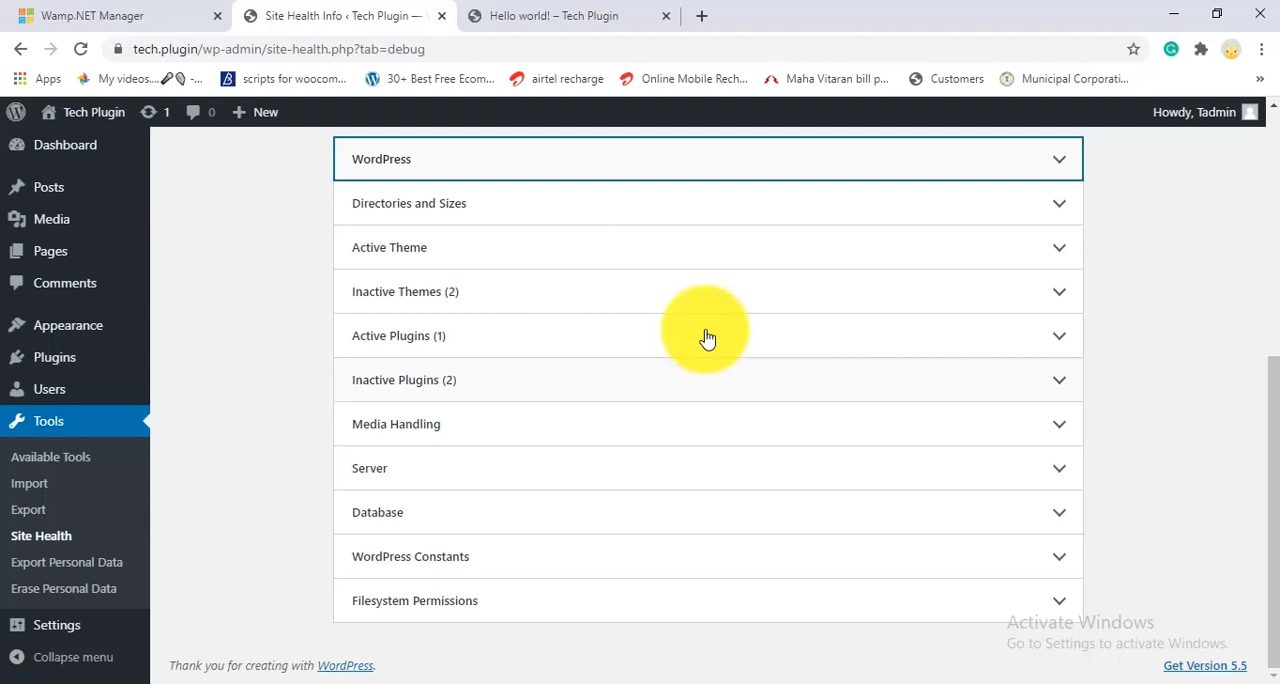 Wamp.NET Manager
Site Health Info ‹ Tech Plugin —
Hello world! – Tech Plugin
tech.plugin/wp-admin/site-health.php?tab=debug
Apps
My videos....
scripts for woocom...
30+ Best Free Ecom...
airtel recharge
Online Mobile Rech...
Maha Vitaran bill p...
Customers
Municipal Corporati...
»
Tech Plugin
1
0
+ New
Howdy, Tadmin
Dashboard
Posts
Media
Pages
Comments
Appearance
Plugins
Users
Tools
Available Tools
Import
Export
Site Health
Export Personal Data
Erase Personal Data
Settings
Collapse menu
WordPress
Directories and Sizes
Active Theme
Inactive Themes (2)
Active Plugins (1)
Inactive Plugins (2)
Media Handling
Server
Database
WordPress Constants
Filesystem Permissions
Activate Windows
Go to Settings to activate Windows.
Thank you for creating with WordPress.
Get Version 5.5